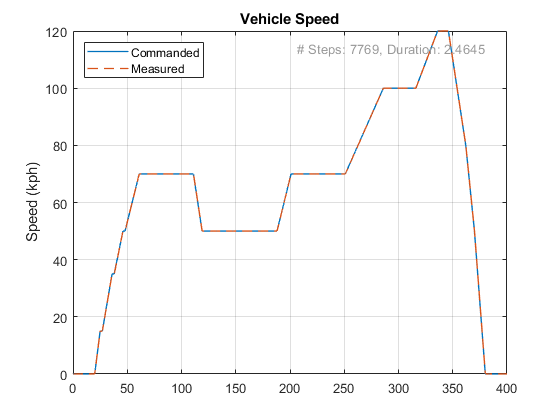 Vehicle Speed
120
Commanded
Measured
# Steps: 7769, Duration: 2.4645
100
80
60
40
20
0
Speed (kph)
0 50 100 150 200 250 300 350 400